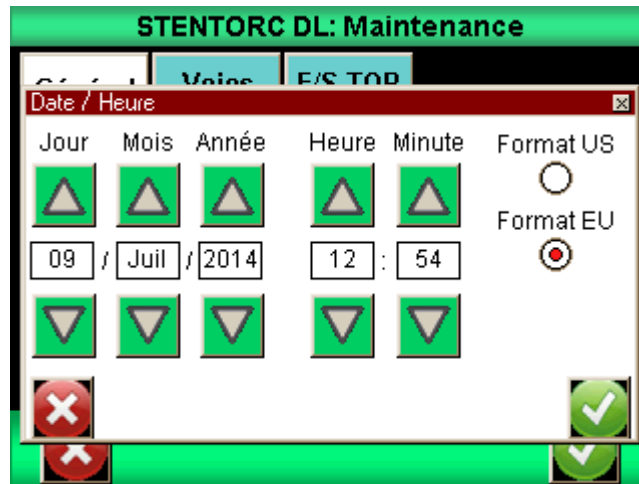 STENTORC DL: Maintenance
Général Voies E/S TOR
Date / Heure
Jour Mois Année Heure Minute Format US
Format EU
09 / Juil / 2014 12 : 54